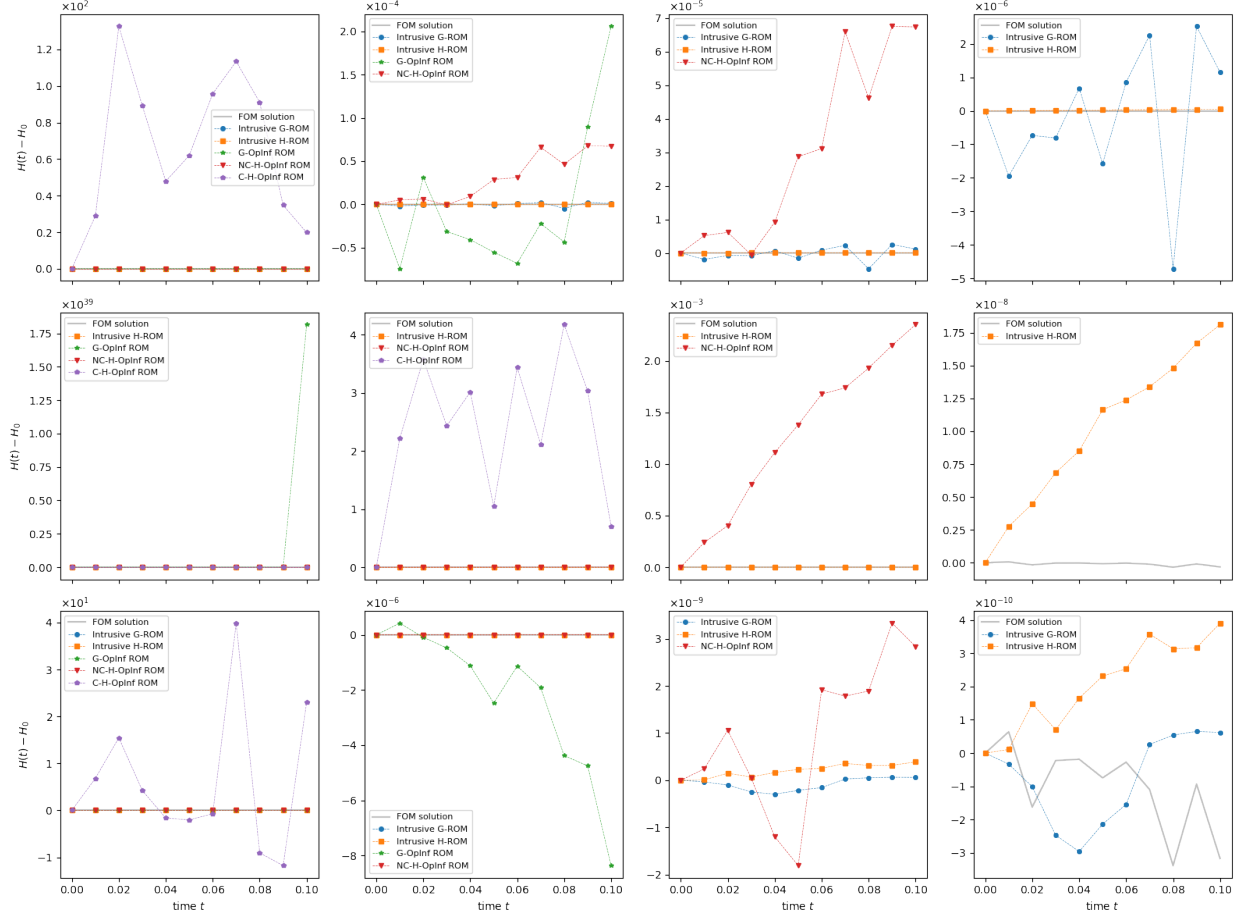 ×10²
H(t) − H₀
1.2
1.0
0.8
0.6
0.4
0.2
0.0
FOM solution
Intrusive G-ROM
Intrusive H-ROM
G-OpInf ROM
NC-H-OpInf ROM
C-H-OpInf ROM
×10⁻⁴
2.0
1.5
1.0
0.5
0.0
−0.5
FOM solution
Intrusive G-ROM
Intrusive H-ROM
G-OpInf ROM
NC-H-OpInf ROM
×10⁻⁵
7
6
5
4
3
2
1
0
FOM solution
Intrusive G-ROM
Intrusive H-ROM
NC-H-OpInf ROM
×10⁻⁶
2
1
0
−1
−2
−3
−4
−5
FOM solution
Intrusive G-ROM
Intrusive H-ROM
×10³⁹
H(t) − H₀
1.75
1.50
1.25
1.00
0.75
0.50
0.25
0.00
FOM solution
Intrusive H-ROM
G-OpInf ROM
NC-H-OpInf ROM
C-H-OpInf ROM
4
3
2
1
0
FOM solution
Intrusive H-ROM
NC-H-OpInf ROM
C-H-OpInf ROM
×10⁻³
2.0
1.5
1.0
0.5
0.0
FOM solution
Intrusive H-ROM
NC-H-OpInf ROM
×10⁻⁸
1.75
1.50
1.25
1.00
0.75
0.50
0.25
0.00
FOM solution
Intrusive H-ROM
×10¹
H(t) − H₀
4
3
2
1
0
−1
FOM solution
Intrusive G-ROM
Intrusive H-ROM
G-OpInf ROM
NC-H-OpInf ROM
C-H-OpInf ROM
0.00 0.02 0.04 0.06 0.08 0.10
time t
×10⁻⁶
0
−2
−4
−6
−8
FOM solution
Intrusive G-ROM
Intrusive H-ROM
G-OpInf ROM
NC-H-OpInf ROM
0.00 0.02 0.04 0.06 0.08 0.10
time t
×10⁻⁹
3
2
1
0
−1
−2
FOM solution
Intrusive G-ROM
Intrusive H-ROM
NC-H-OpInf ROM
0.00 0.02 0.04 0.06 0.08 0.10
time t
×10⁻¹⁰
4
3
2
1
0
−1
−2
−3
FOM solution
Intrusive G-ROM
Intrusive H-ROM
0.00 0.02 0.04 0.06 0.08 0.10
time t